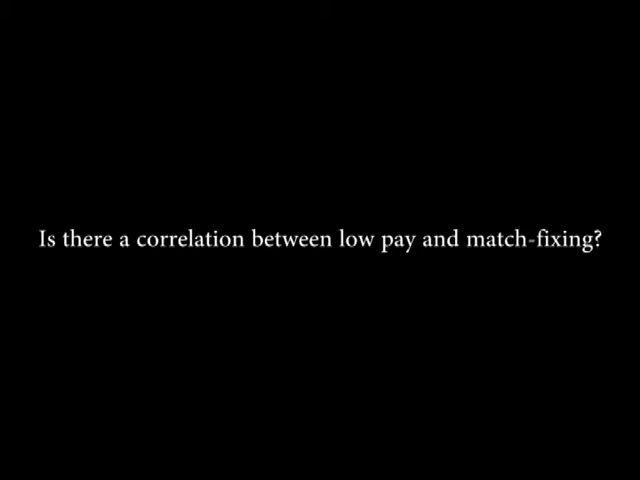 Is there a correlation between low pay and match-fixing?